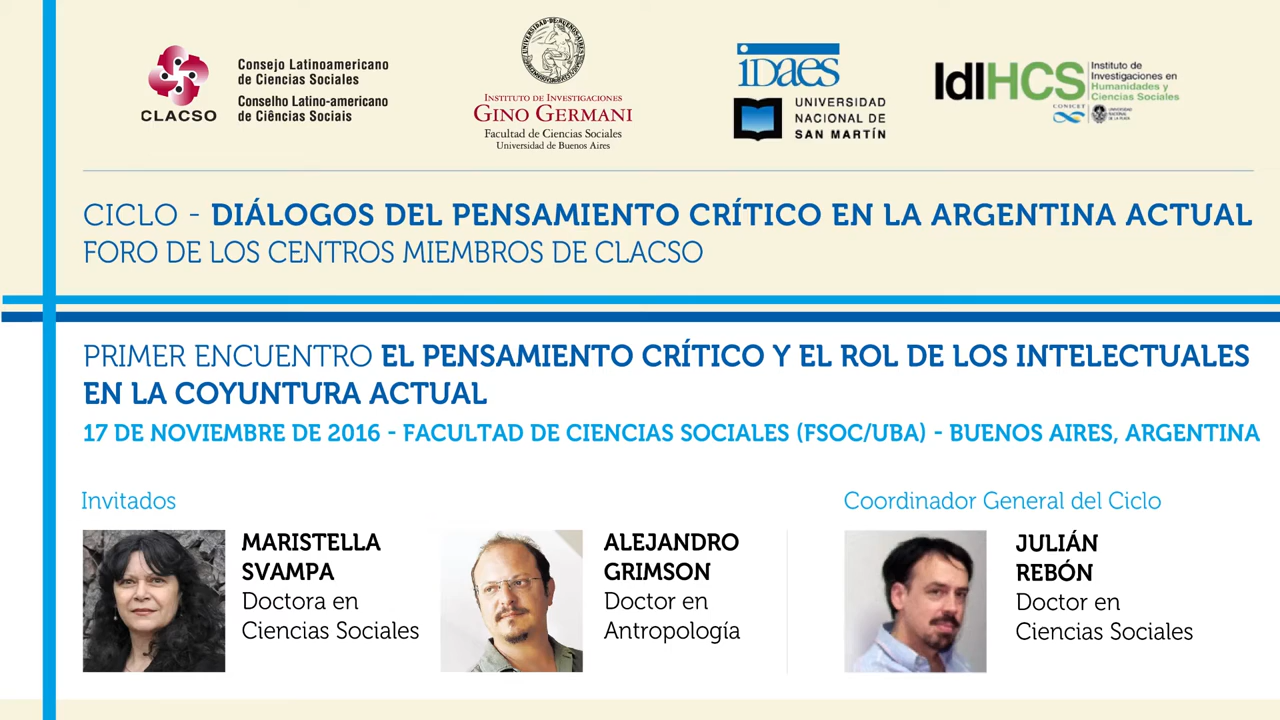 CLACSO
Consejo Latinoamericano
de Ciencias Sociales
Conselho Latino-americano
de Ciências Sociais
INSTITUTO DE INVESTIGACIONES
GINO GERMANI
Facultad de Ciencias Sociales
Universidad de Buenos Aires
iDAES
UNIVERSIDAD
NACIONAL DE
SAN MARTÍN
IdIHCS
Instituto de
Investigaciones en
Humanidades y
Ciencias Sociales
CONICET
CICLO - DIÁLOGOS DEL PENSAMIENTO CRÍTICO EN LA ARGENTINA ACTUAL
FORO DE LOS CENTROS MIEMBROS DE CLACSO
PRIMER ENCUENTRO EL PENSAMIENTO CRÍTICO Y EL ROL DE LOS INTELECTUALES
EN LA COYUNTURA ACTUAL
17 DE NOVIEMBRE DE 2016 - FACULTAD DE CIENCIAS SOCIALES (FSOC/UBA) - BUENOS AIRES, ARGENTINA
Invitados
MARISTELLA
SVAMPA
Doctora en
Ciencias Sociales
ALEJANDRO
GRIMSON
Doctor en
Antropología
Coordinador General del Ciclo
JULIÁN
REBÓN
Doctor en
Ciencias Sociales